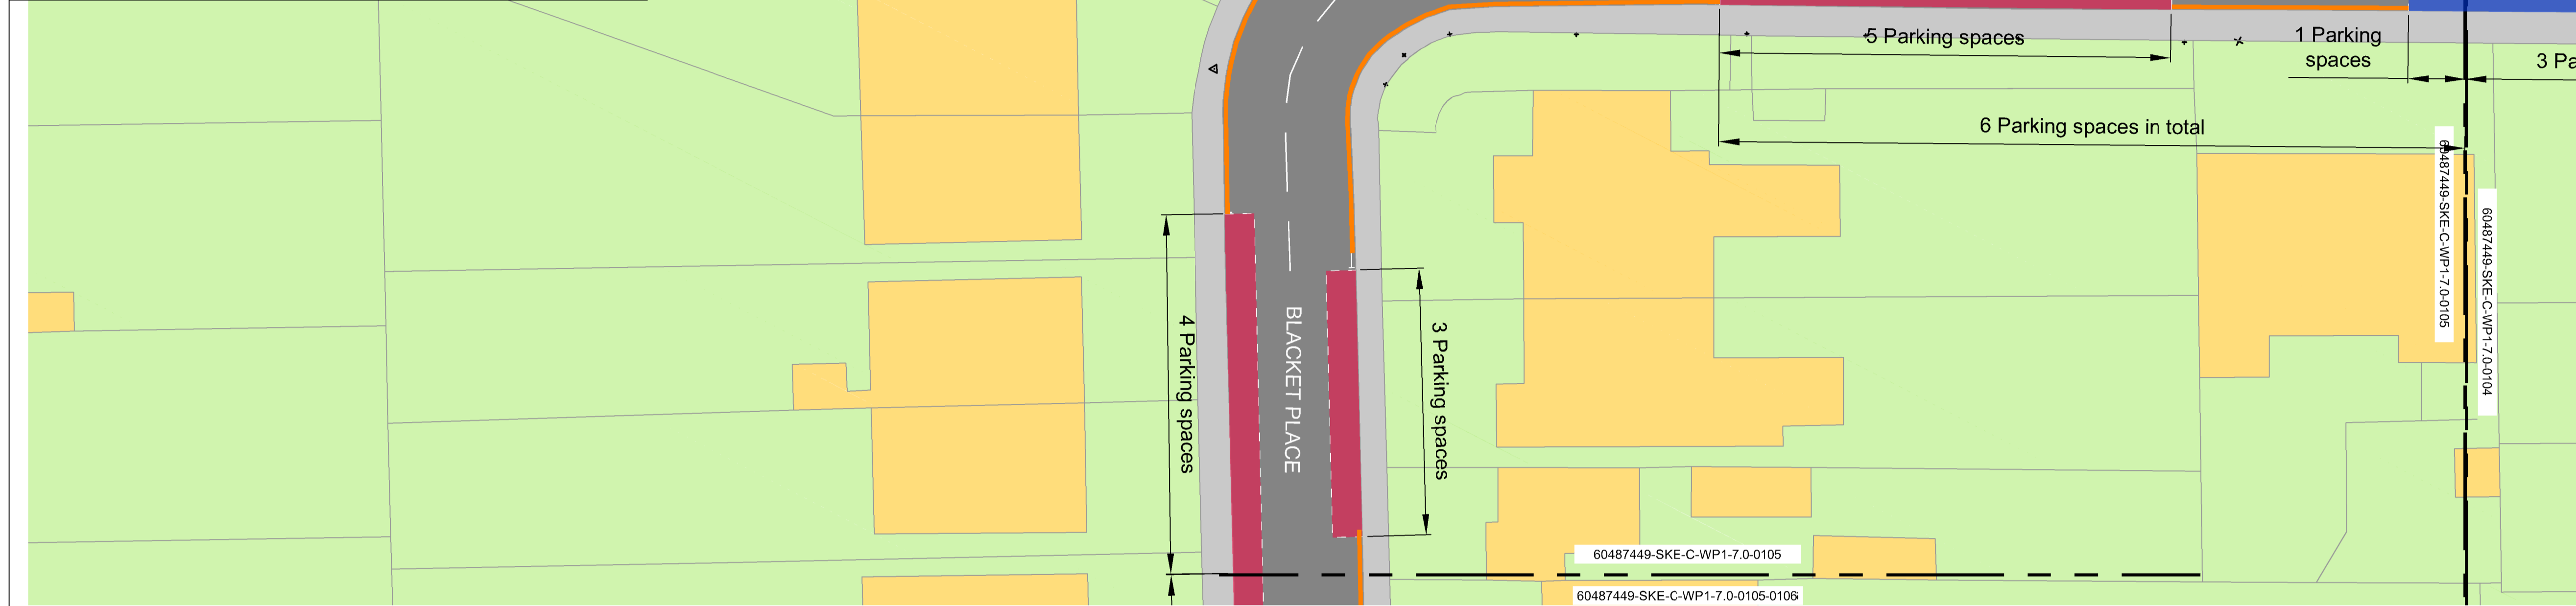 5 Parking spaces
1 Parking
spaces
3 Pa
6 Parking spaces in total
60487449-SKE-C-WP1-7.0-0105
60487449-SKE-C-WP1-7.0-0104
4 Parking spaces
BLACKET PLACE
3 Parking spaces
60487449-SKE-C-WP1-7.0-0105
60487449-SKE-C-WP1-7.0-0105-0106